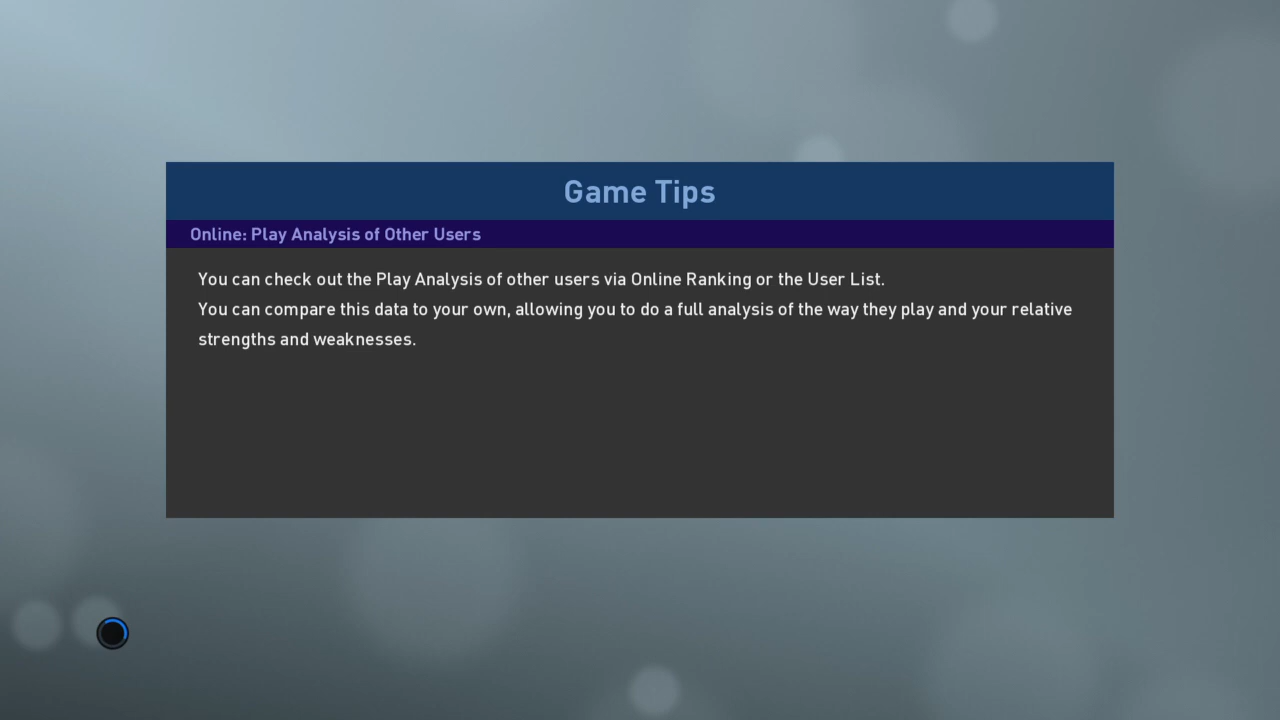 Game Tips
Online: Play Analysis of Other Users
You can check out the Play Analysis of other users via Online Ranking or the User List.
You can compare this data to your own, allowing you to do a full analysis of the way they play and your relative
strengths and weaknesses.